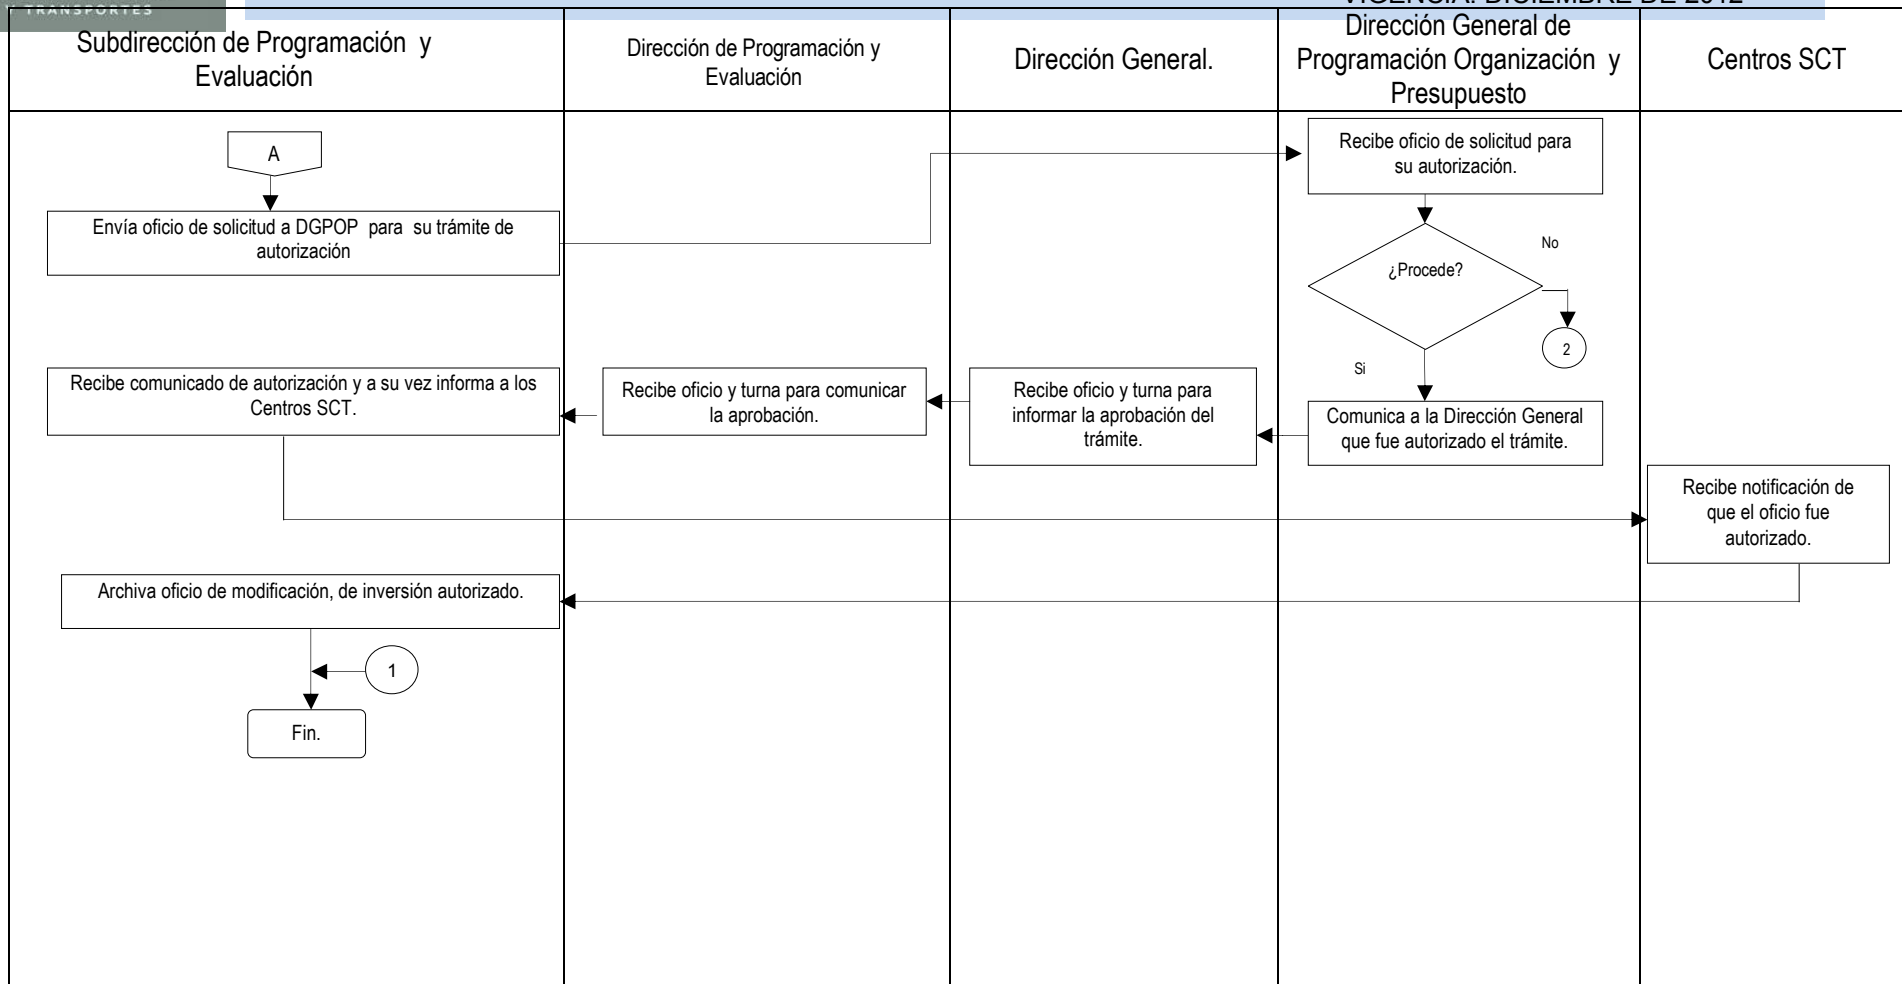 Y TRANSPORTES
VIGENCIA: DICIEMBRE DE 2012
Subdirección de Programación y
Evaluación
Dirección de Programación y
Evaluación
Dirección General.
Dirección General de
Programación Organización y
Presupuesto
Centros SCT
A
Envía oficio de solicitud a DGPOP para su trámite de
autorización
Recibe oficio de solicitud para
su autorización.
¿Procede?
No
2
Si
Recibe comunicado de autorización y a su vez informa a los
Centros SCT.
Recibe oficio y turna para comunicar
la aprobación.
Recibe oficio y turna para
informar la aprobación del
trámite.
Comunica a la Dirección General
que fue autorizado el trámite.
Recibe notificación de
que el oficio fue
autorizado.
Archiva oficio de modificación, de inversión autorizado.
1
Fin.